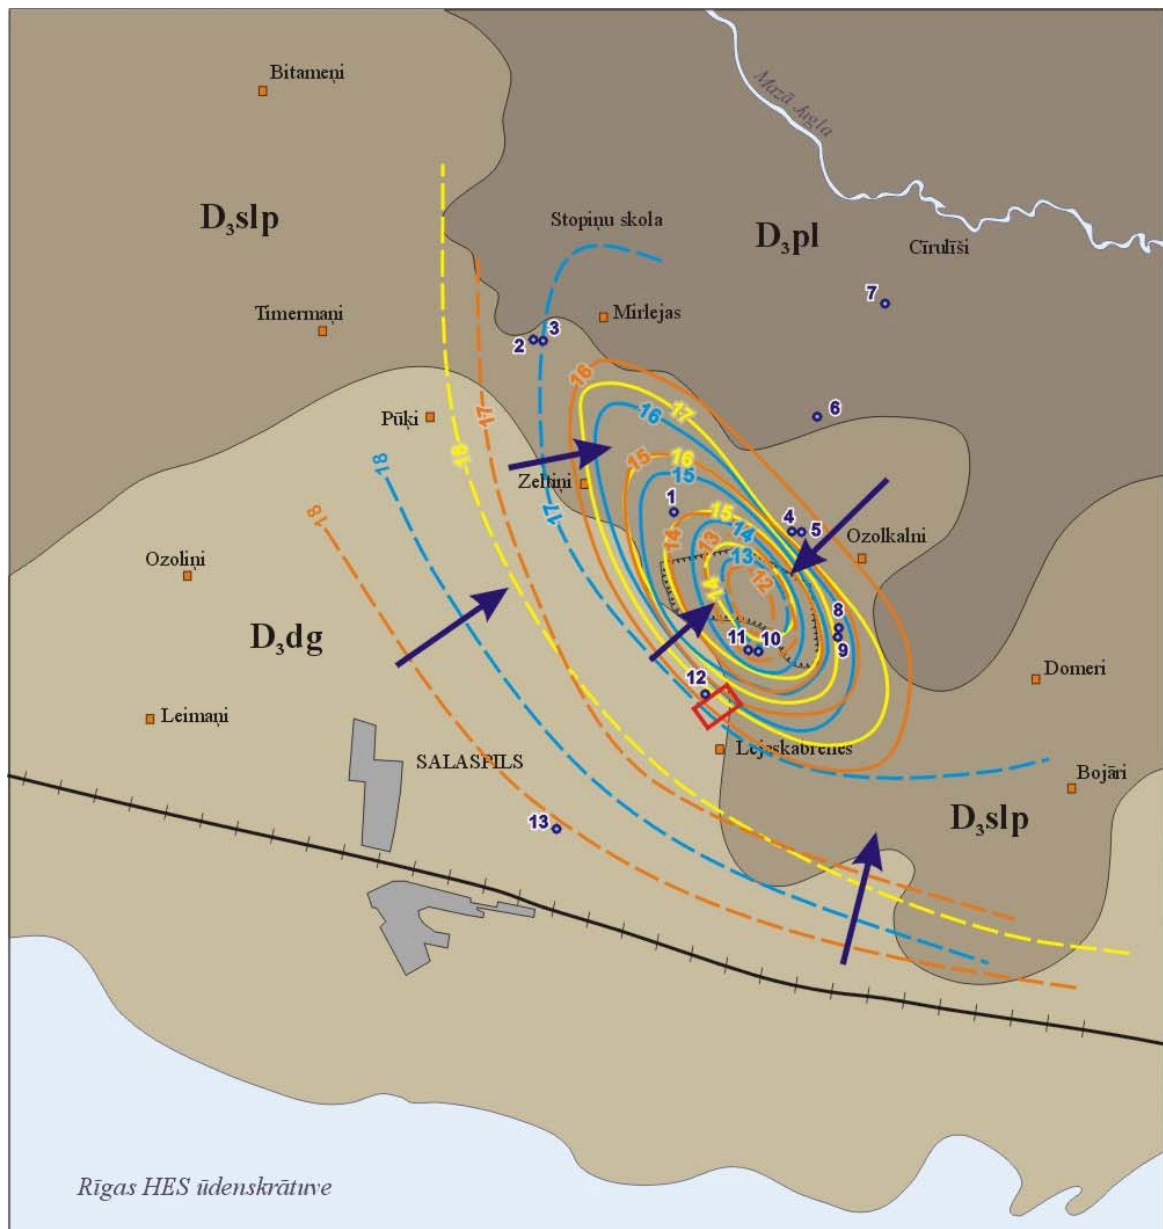 Bitameņi
Mazā Jugla
D₃slp
Stopiņu skola
D₃pl
Cīrulīši
7
Timermaņi
Mirlejas
2
3
16
17
16
6
Pūķi
17
18
18
15
16
15
Zeltiņi
1
17
18
15
14
4
5
14
13
13
12
Ozolkalni
Ozoliņi
14
D₃dg
8
9
11
10
12
Domeri
Leimaņi
Lejaskabrenes
SALASPILS
Bojāri
13
D₃slp
Rīgas HES ūdenskrātuve